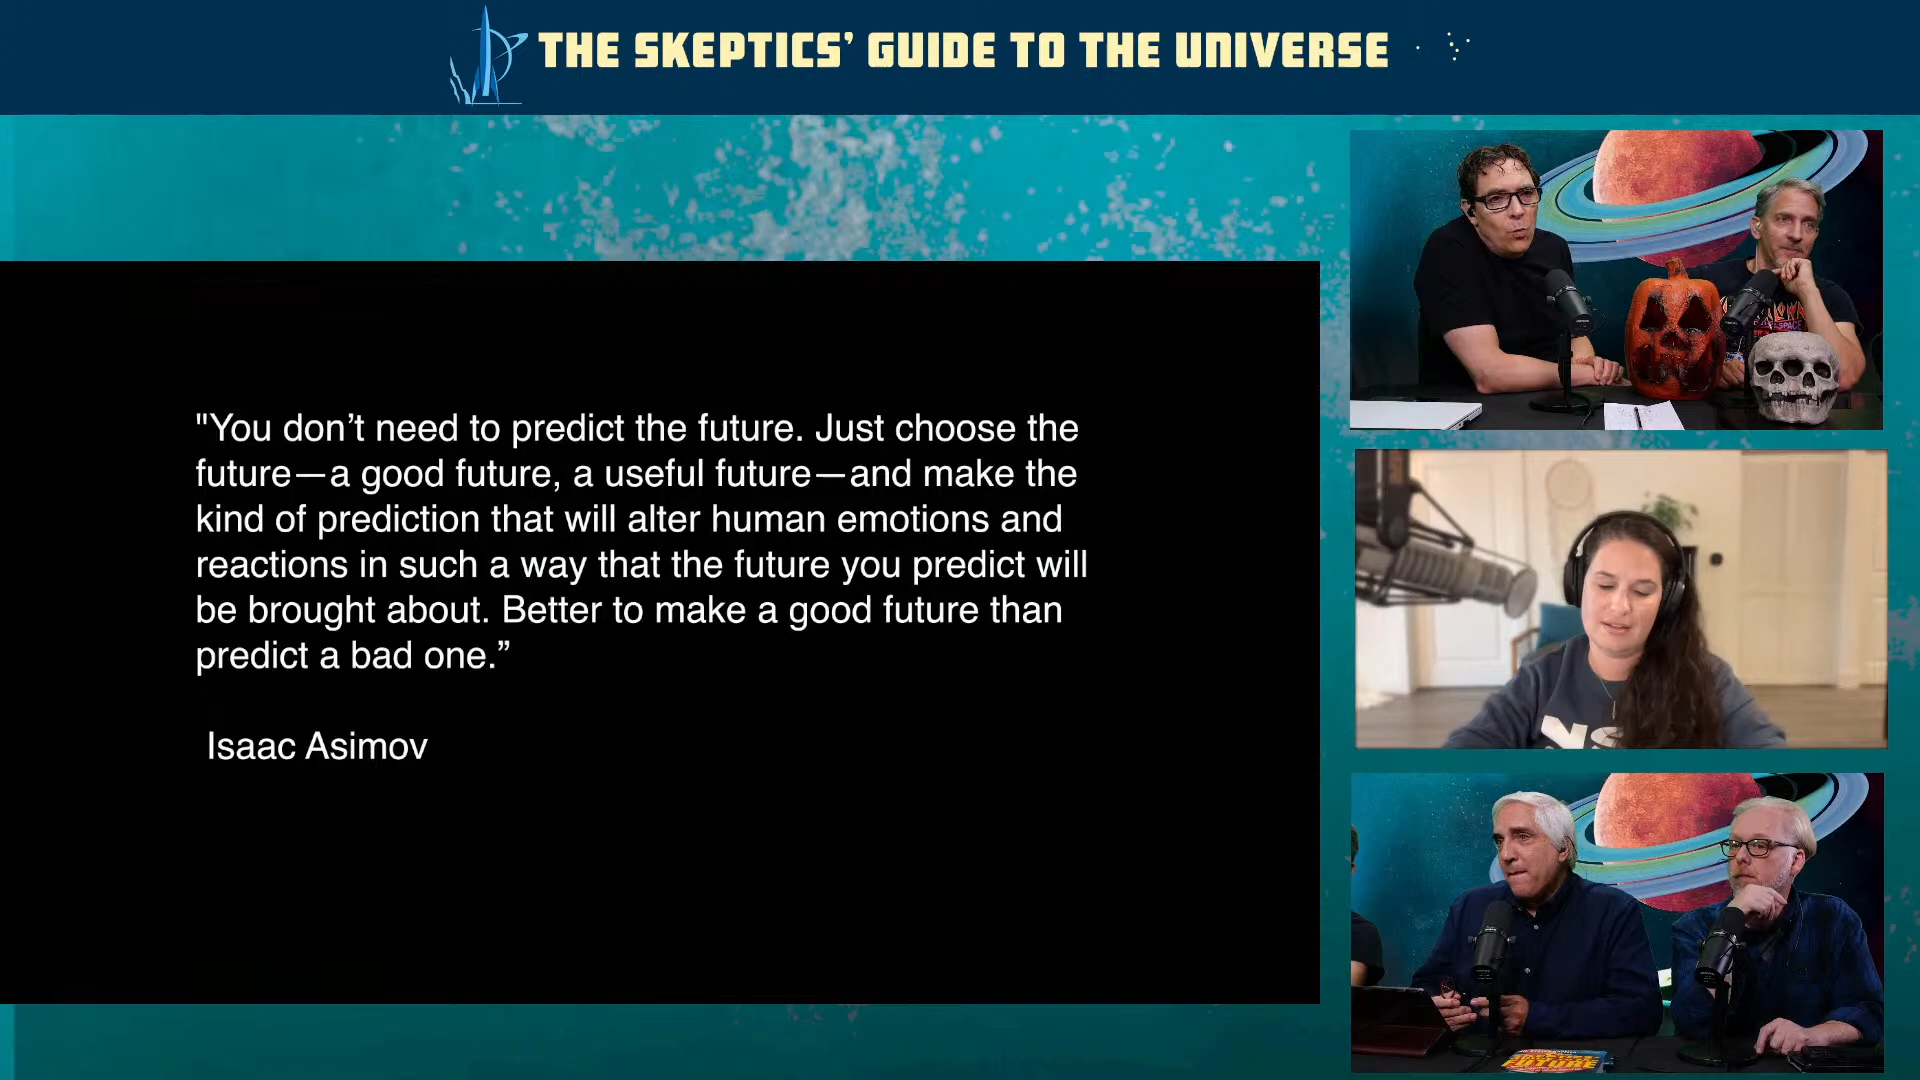 THE SKEPTICS’ GUIDE TO THE UNIVERSE
"You don’t need to predict the future. Just choose the
future—a good future, a useful future—and make the
kind of prediction that will alter human emotions and
reactions in such a way that the future you predict will
be brought about. Better to make a good future than
predict a bad one.”
Isaac Asimov
SPACE
FUTURE